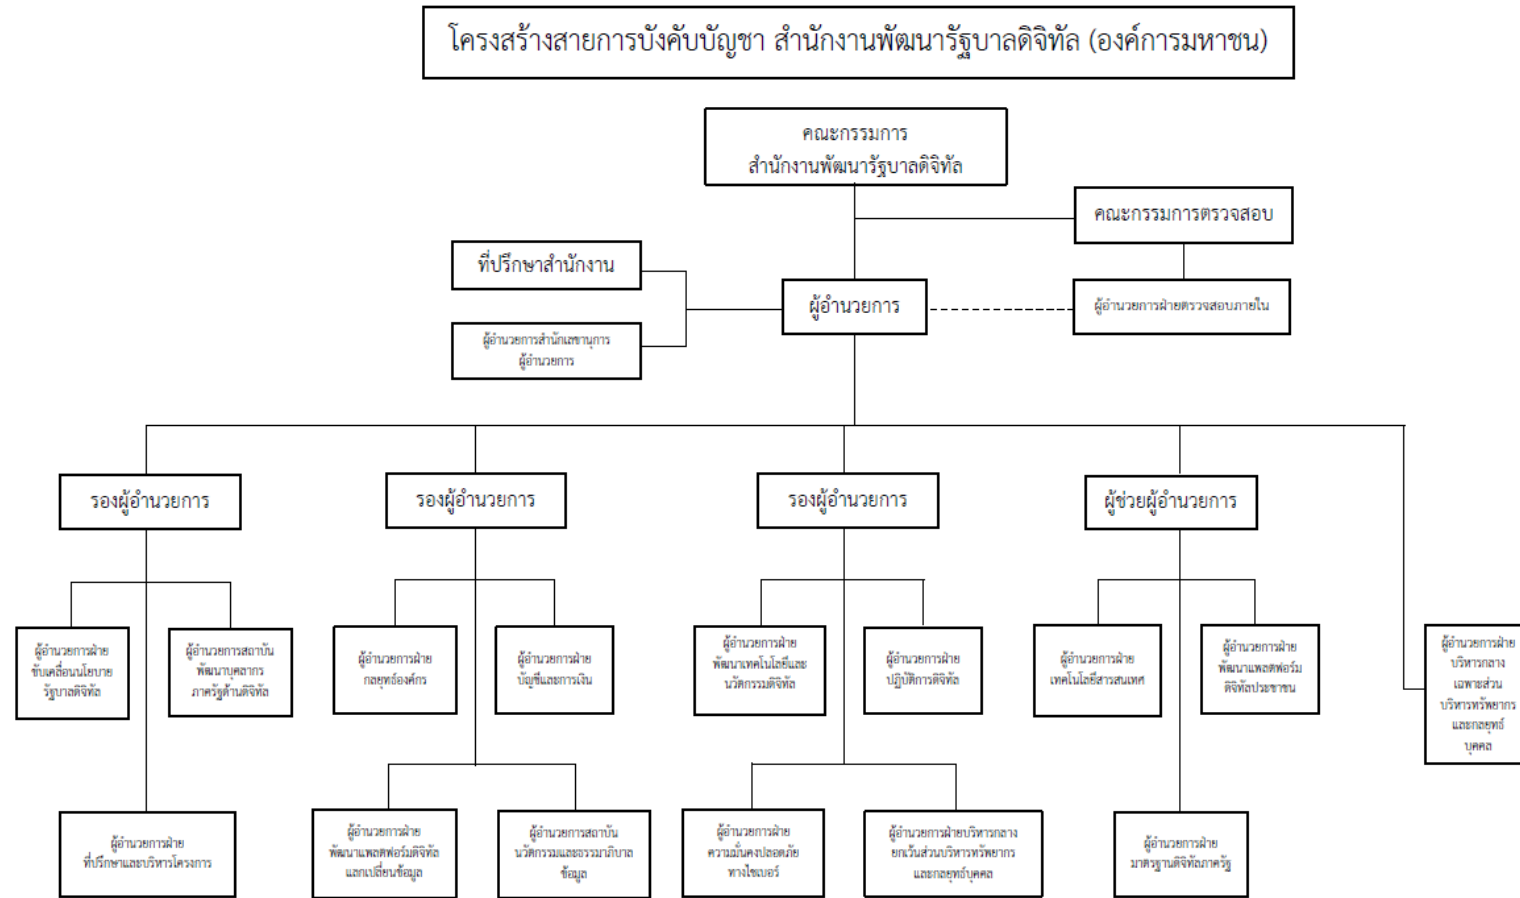 โครงสร้างสายการบังคับบัญชา สำนักงานพัฒนารัฐบาลดิจิทัล (องค์การมหาชน)
คณะกรรมการ
สำนักงานพัฒนารัฐบาลดิจิทัล
คณะกรรมการตรวจสอบ
ที่ปรึกษาสำนักงาน
ผู้อำนวยการ
ผู้อำนวยการฝ่ายตรวจสอบภายใน
ผู้อำนวยการสำนักเลขานุการ
ผู้อำนวยการ
รองผู้อำนวยการ
รองผู้อำนวยการ
รองผู้อำนวยการ
ผู้ช่วยผู้อำนวยการ
ผู้อำนวยการฝ่าย
ขับเคลื่อนนโยบาย
รัฐบาลดิจิทัล
ผู้อำนวยการสถาบัน
พัฒนาบุคลากร
ภาครัฐด้านดิจิทัล
ผู้อำนวยการฝ่าย
กลยุทธ์องค์กร
ผู้อำนวยการฝ่าย
บัญชีและการเงิน
ผู้อำนวยการฝ่าย
พัฒนาเทคโนโลยีและ
นวัตกรรมดิจิทัล
ผู้อำนวยการฝ่าย
ปฏิบัติการดิจิทัล
ผู้อำนวยการฝ่าย
เทคโนโลยีสารสนเทศ
ผู้อำนวยการฝ่าย
พัฒนาแพลตฟอร์ม
ดิจิทัลประชาชน
ผู้อำนวยการฝ่าย
บริหารกลาง
เฉพาะส่วน
บริหารทรัพยากร
และกลยุทธ์
บุคคล
ผู้อำนวยการฝ่าย
ที่ปรึกษาและบริหารโครงการ
ผู้อำนวยการฝ่าย
พัฒนาแพลตฟอร์มดิจิทัล
แลกเปลี่ยนข้อมูล
ผู้อำนวยการสถาบัน
นวัตกรรมและธรรมาภิบาล
ข้อมูล
ผู้อำนวยการฝ่าย
ความมั่นคงปลอดภัย
ทางไซเบอร์
ผู้อำนวยการฝ่ายบริหารกลาง
ยกเว้นส่วนบริหารทรัพยากร
และกลยุทธ์บุคคล
ผู้อำนวยการฝ่าย
มาตรฐานดิจิทัลภาครัฐ